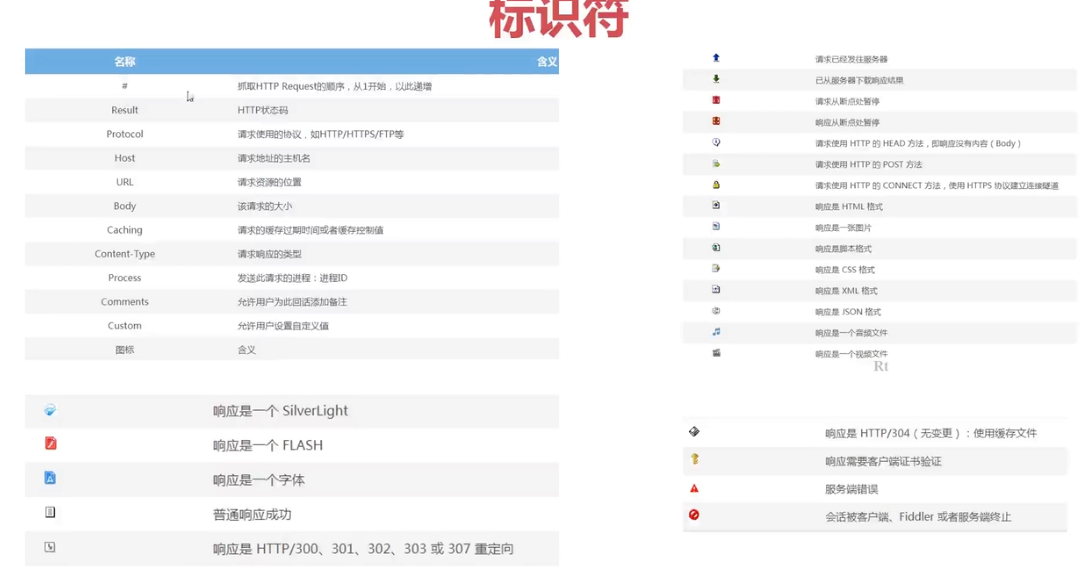 标识符
名称 含义
# 抓取HTTP Request的顺序，从1开始，以此递增
Result HTTP状态码
Protocol 请求使用的协议，如HTTP/HTTPS/FTP等
Host 请求地址的主机名
URL 请求资源的位置
Body 该请求的大小
Caching 请求的缓存过期时间或者缓存控制值
Content-Type 请求响应的类型
Process 发送此请求的进程：进程ID
Comments 允许用户为此回话添加备注
Custom 允许用户设置自定义值
图标 含义
响应是一个 SilverLight
响应是一个 FLASH
响应是一个字体
普通响应成功
响应是 HTTP/300、301、302、303 或 307 重定向
请求已经发往服务器
已从服务器下载响应结果
请求从断点处暂停
响应从断点处暂停
请求使用 HTTP 的 HEAD 方法，即响应没有内容（Body）
请求使用 HTTP 的 POST 方法
请求使用 HTTP 的 CONNECT 方法，使用 HTTPS 协议建立连接隧道
响应是 HTML 格式
响应是一张图片
响应是脚本格式
响应是 CSS 格式
响应是 XML 格式
响应是 JSON 格式
响应是一个音频文件
响应是一个视频文件
Rt
响应是 HTTP/304（无变更）：使用缓存文件
响应需要客户端证书验证
服务端错误
会话被客户端、Fiddler 或者服务端终止